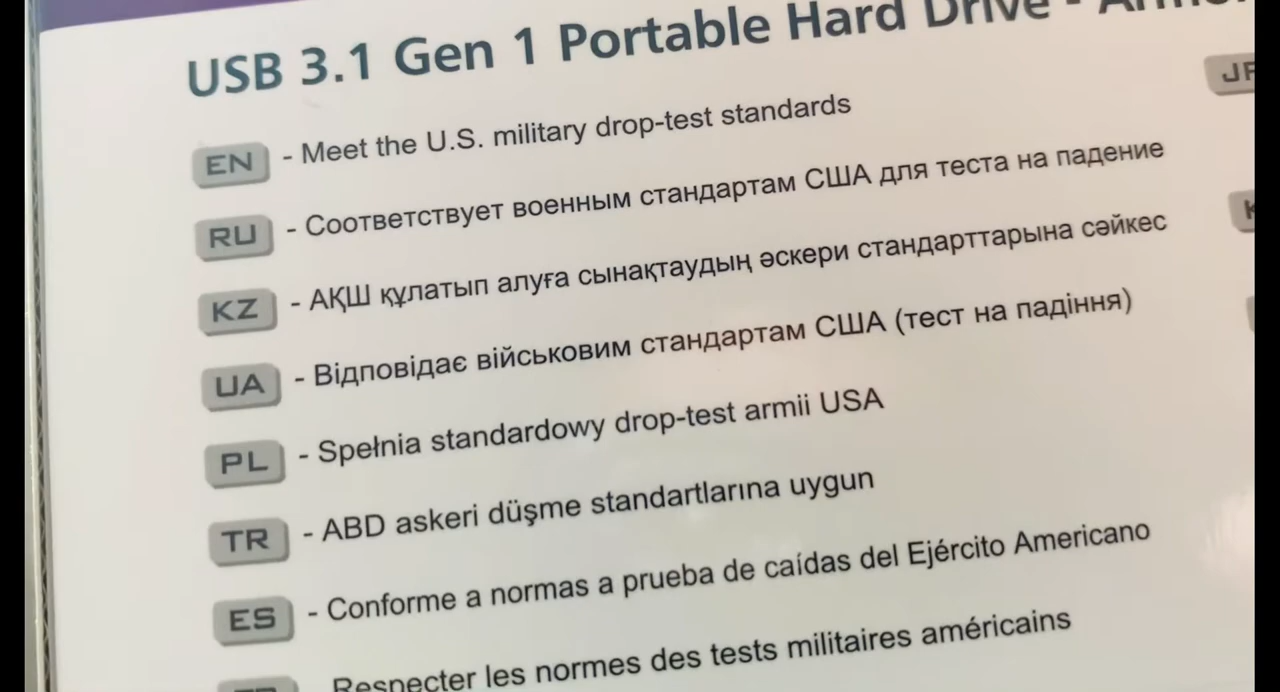 USB 3.1 Gen 1 Portable Hard Drive -
EN - Meet the U.S. military drop-test standards
RU - Соответствует военным стандартам США для теста на падение
KZ - АҚШ құлатып алуға сынақтаудың әскери стандарттарына сәйкес
UA - Відповідає військовим стандартам США (тест на падіння)
PL - Spełnia standardowy drop-test armii USA
TR - ABD askeri düşme standartlarına uygun
ES - Conforme a normas a prueba de caídas del Ejército Americano
Respecter les normes des tests militaires américains